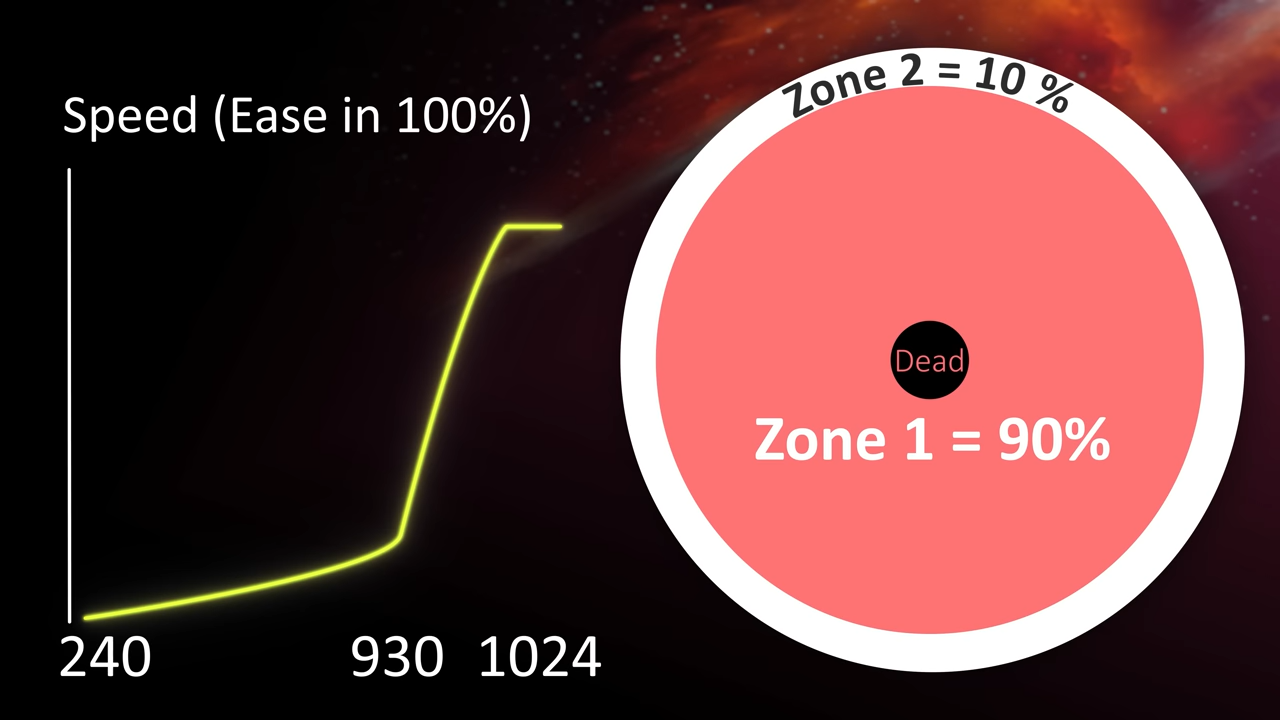 Speed (Ease in 100%)
240
930
1024
Zone 2 = 10 %
Dead
Zone 1 = 90%